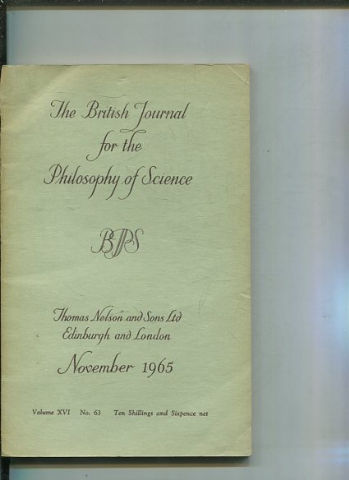 The British Journal
for the
Philosophy of Science
BJPS
Thomas Nelson and Sons Ltd
Edinburgh and London
November 1965
Volume XVI No. 63 Ten Shillings and Sixpence net